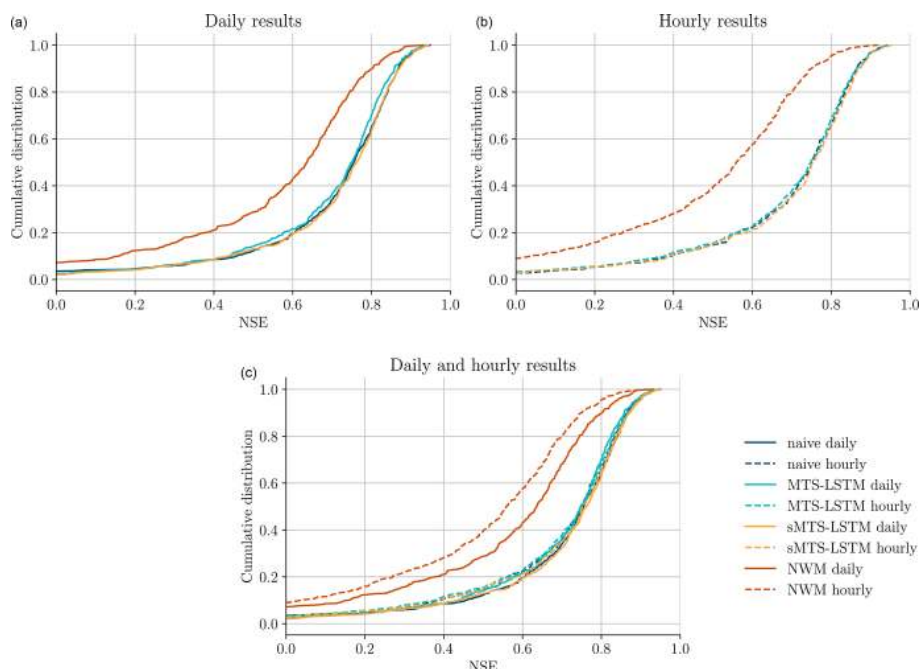 (a) Daily results
1.0
0.8
0.6
0.4
0.2
0.0
Cumulative distribution
0.0 0.2 0.4 0.6 0.8 1.0
NSE
(b) Hourly results
1.0
0.8
0.6
0.4
0.2
0.0
Cumulative distribution
0.0 0.2 0.4 0.6 0.8 1.0
NSE
(c) Daily and hourly results
1.0
0.8
0.6
0.4
0.2
0.0
Cumulative distribution
0.0 0.2 0.4 0.6 0.8 1.0
NSE
naive daily
naive hourly
MTS-LSTM daily
MTS-LSTM hourly
sMTS-LSTM daily
sMTS-LSTM hourly
NWM daily
NWM hourly